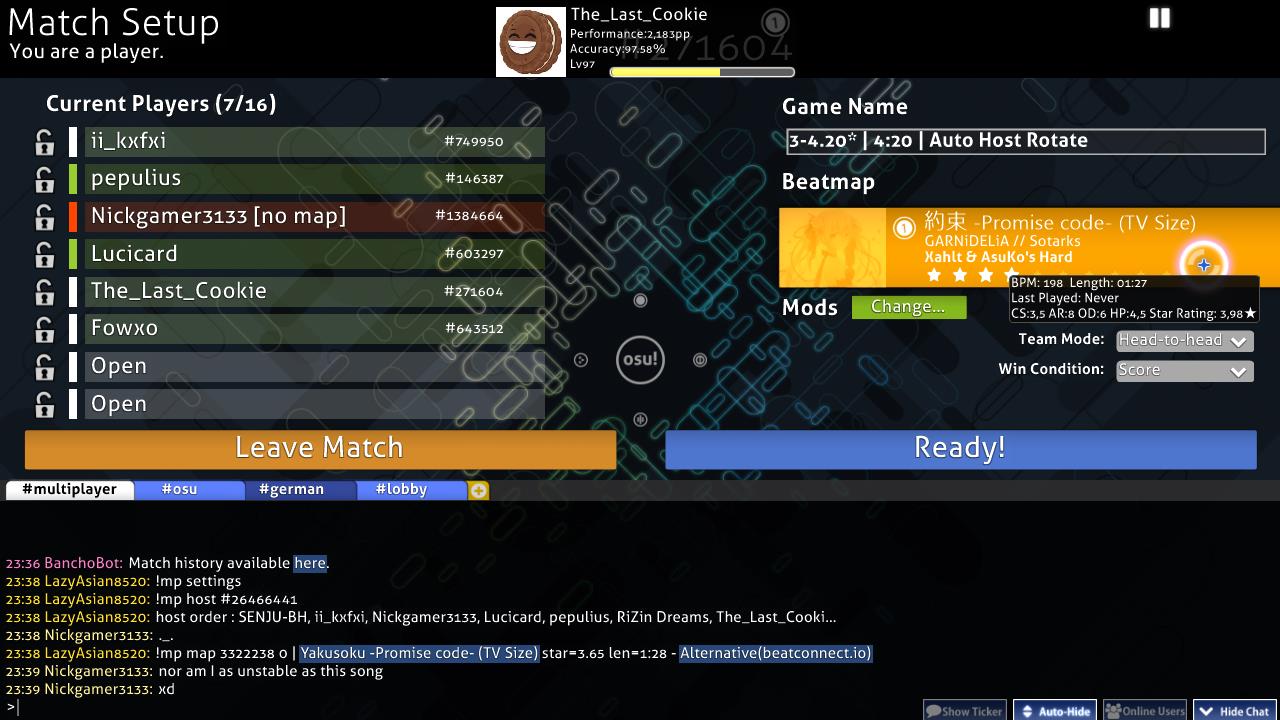 Match Setup
You are a player.
The_Last_Cookie
Performance:2,183pp
Accuracy:97.58%
Lv97
#271604
1
Current Players (7/16)
ii_kxfxi #749950
pepulius #146387
Nickgamer3133 [no map] #1384664
Lucicard #603297
The_Last_Cookie #271604
Fowxo #643512
Open
Open
Game Name
3-4.20* | 4:20 | Auto Host Rotate
Beatmap
1 約束 -Promise code- (TV Size)
GARNiDELiA // Sotarks
Xahlt & AsuKo's Hard
BPM: 198 Length: 01:27
Last Played: Never
CS:3,5 AR:8 OD:6 HP:4,5 Star Rating: 3,98★
Mods Change...
Team Mode: Head-to-head
Win Condition: Score
osu!
Leave Match Ready!
#multiplayer #osu #german #lobby
23:36 BanchoBot: Match history available here.
23:38 LazyAsian8520: !mp settings
23:38 LazyAsian8520: !mp host #26466441
23:38 LazyAsian8520: host order : SENJU-BH, ii_kxfxi, Nickgamer3133, Lucicard, pepulius, RiZin Dreams, The_Last_Cooki...
23:38 Nickgamer3133: ._.
23:38 LazyAsian8520: !mp map 3322238 0 | Yakusoku -Promise code- (TV Size) star=3.65 len=1:28 - Alternative(beatconnect.io)
23:39 Nickgamer3133: nor am I as unstable as this song
23:39 Nickgamer3133: xd
>|
Show Ticker Auto-Hide Online Users Hide Chat